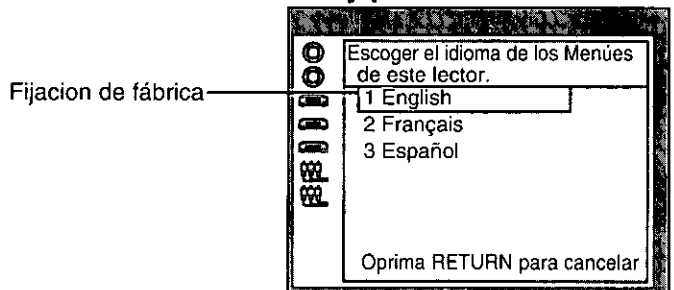 Escoger el idioma de los Menúes
de este lector.
Fijacion de fábrica
1 English
2 Français
3 Español
Oprima RETURN para cancelar